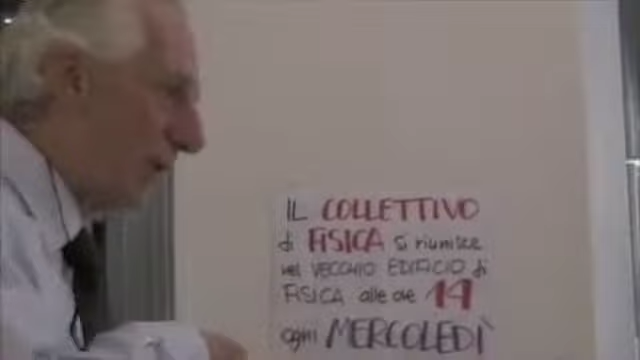 IL COLLETTIVO
di FISICA si riunisce
nel VECCHIO EDIFICIO di
FISICA alle ore 14
ogni MERCOLEDÌ